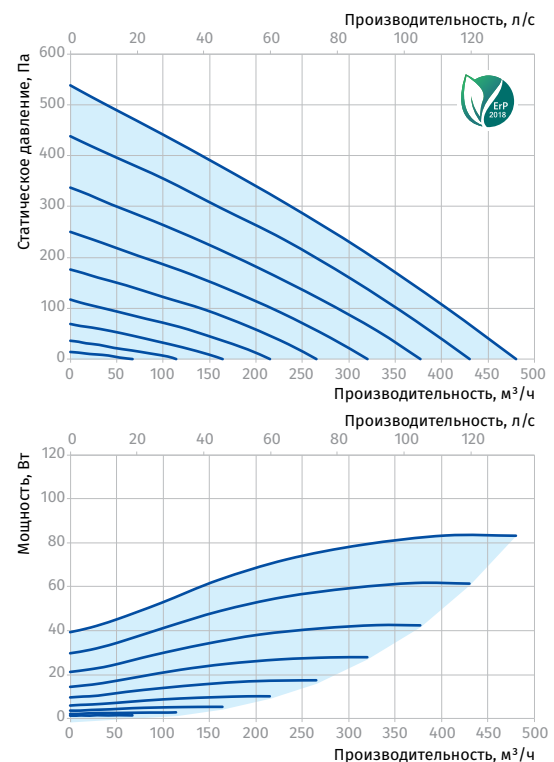 Производительность, л/с
0 20 40 60 80 100 120
Статическое давление, Па
600
500
400
300
200
100
0
ErP
2018
0 50 100 150 200 250 300 350 400 450 500
Производительность, м³/ч
Производительность, л/с
0 20 40 60 80 100 120
Мощность, Вт
120
100
80
60
40
20
0
0 50 100 150 200 250 300 350 400 450 500
Производительность, м³/ч